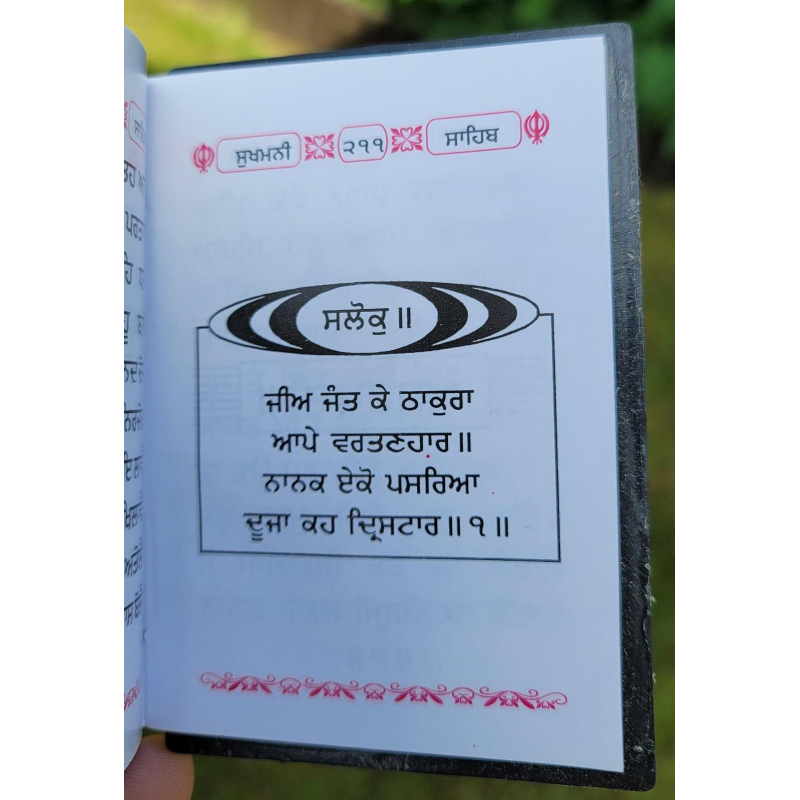 ਸੁਖਮਨੀ ੨੧੧ ਸਾਹਿਬ
ਸਲੋਕੁ ॥
ਜੀਅ ਜੰਤ ਕੇ ਠਾਕੁਰਾ
ਆਪੇ ਵਰਤਣਹਾਰ ॥
ਨਾਨਕ ਏਕੋ ਪਸਰਿਆ
ਦੂਜਾ ਕਹ ਦ੍ਰਿਸਟਾਰ ॥ ੧ ॥